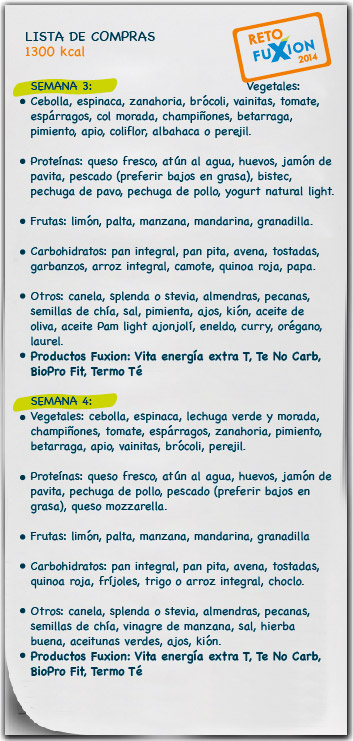 LISTA DE COMPRAS
1300 kcal
RETO
FUXION
2014
SEMANA 3: Vegetales:
Cebolla, espinaca, zanahoria, brócoli, vainitas, tomate,
espárragos, col morada, champiñones, betarraga,
pimiento, apio, coliflor, albahaca o perejil.
Proteínas: queso fresco, atún al agua, huevos, jamón de
pavita, pescado (preferir bajos en grasa), bistec,
pechuga de pavo, pechuga de pollo, yogurt natural light.
Frutas: limón, palta, manzana, mandarina, granadilla.
Carbohidratos: pan integral, pan pita, avena, tostadas,
garbanzos, arroz integral, camote, quinoa roja, papa.
Otros: canela, splenda o stevia, almendras, pecanas,
semillas de chía, sal, pimienta, ajos, kión, aceite de
oliva, aceite Pam light ajonjolí, eneldo, curry, orégano,
laurel.
Productos Fuxion: Vita energía extra T, Te No Carb,
BioPro Fit, Termo Té
SEMANA 4:
Vegetales: cebolla, espinaca, lechuga verde y morada,
champiñones, tomate, espárragos, zanahoria, pimiento,
betarraga, apio, vainitas, brócoli, perejil.
Proteínas: queso fresco, atún al agua, huevos, jamón de
pavita, pechuga de pollo, pescado (preferir bajos en
grasa), queso mozzarella.
Frutas: limón, palta, manzana, mandarina, granadilla
Carbohidratos: pan integral, pan pita, avena, tostadas,
quinoa roja, fríjoles, trigo o arroz integral, choclo.
Otros: canela, splenda o stevia, almendras, pecanas,
semillas de chía, vinagre de manzana, sal, hierba
buena, aceitunas verdes, ajos, kión.
Productos Fuxion: Vita energía extra T, Te No Carb,
BioPro Fit, Termo Té